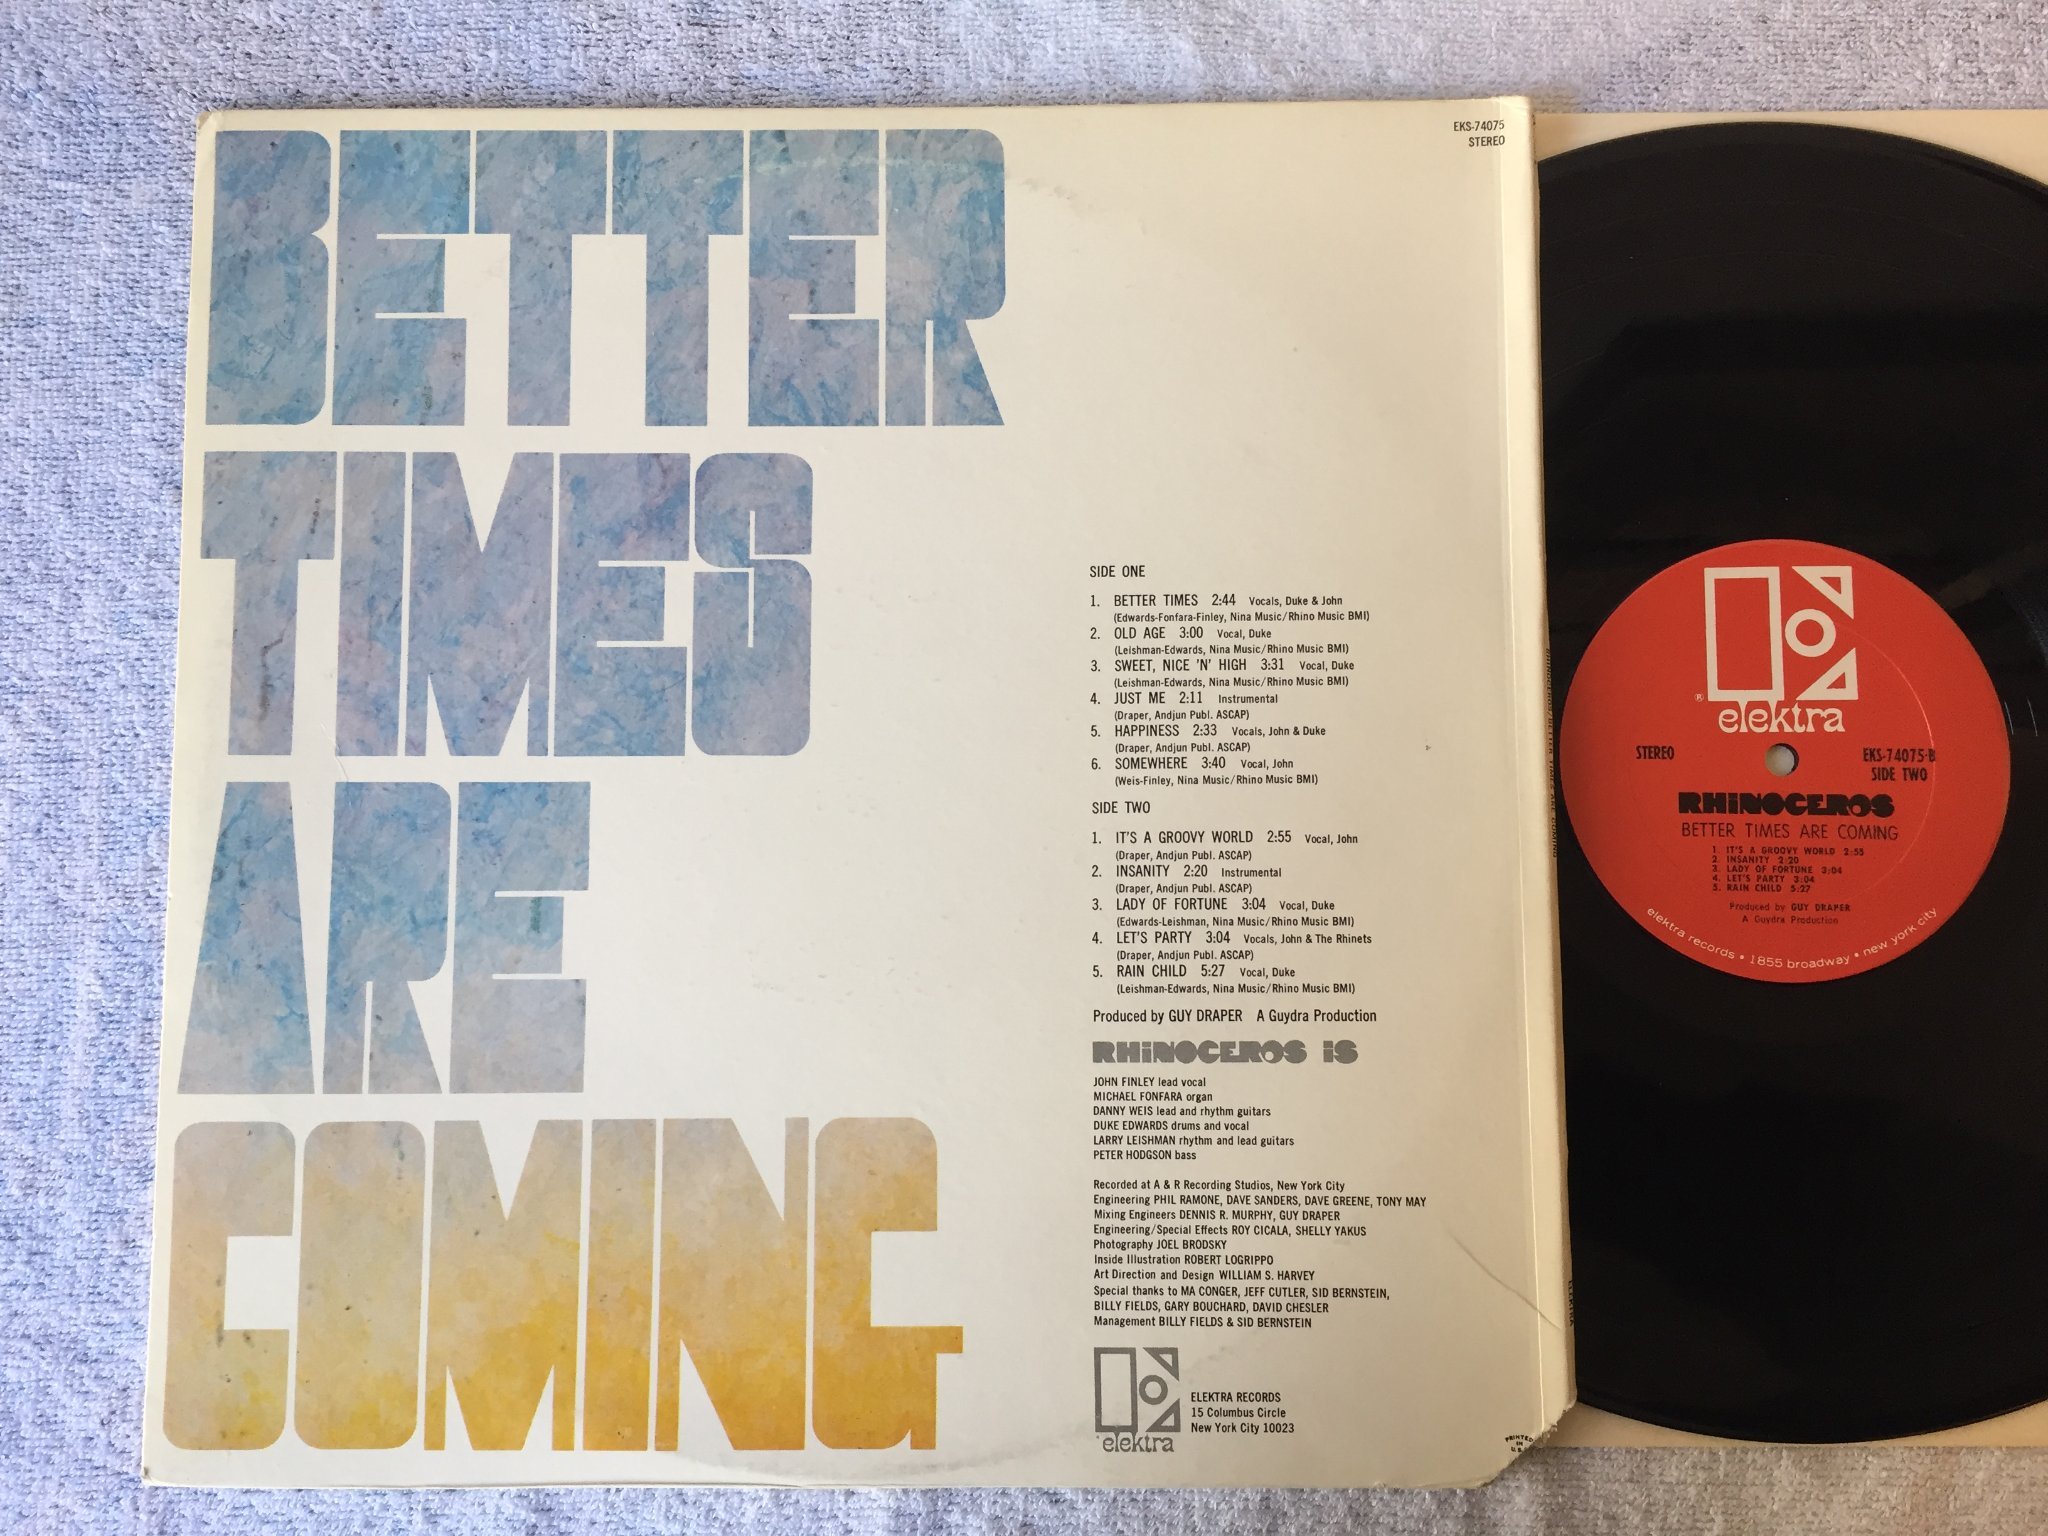 BETTER
TIMES
ARE
COMING
EKS-74075
STEREO
SIDE ONE
1. BETTER TIMES 2:44 Vocals, Duke & John
(Edwards-Fonfara-Finley, Nina Music/Rhino Music BMI)
2. OLD AGE 3:00 Vocal, Duke
(Leishman-Edwards, Nina Music/Rhino Music BMI)
3. SWEET, NICE 'N' HIGH 3:31 Vocal, Duke
(Leishman-Edwards, Nina Music/Rhino Music BMI)
4. JUST ME 2:11 Instrumental
(Draper, Andjun Publ. ASCAP)
5. HAPPINESS 2:33 Vocals, John & Duke
(Draper, Andjun Publ. ASCAP)
6. SOMEWHERE 3:40 Vocal, John
(Weis-Finley, Nina Music/Rhino Music BMI)
SIDE TWO
1. IT'S A GROOVY WORLD 2:55 Vocal, John
(Draper, Andjun Publ. ASCAP)
2. INSANITY 2:20 Instrumental
(Draper, Andjun Publ. ASCAP)
3. LADY OF FORTUNE 3:04 Vocal, Duke
(Edwards-Leishman, Nina Music/Rhino Music BMI)
4. LET'S PARTY 3:04 Vocals, John & The Rhinets
(Draper, Andjun Publ. ASCAP)
5. RAIN CHILD 5:27 Vocal, Duke
(Leishman-Edwards, Nina Music/Rhino Music BMI)
Produced by GUY DRAPER A Guydra Production
RHiNOCEROS iS
JOHN FINLEY lead vocal
MICHAEL FONFARA organ
DANNY WEIS lead and rhythm guitars
DUKE EDWARDS drums and vocal
LARRY LEISHMAN rhythm and lead guitars
PETER HODGSON bass
Recorded at A & R Recording Studios, New York City
Engineering PHIL RAMONE, DAVE SANDERS, DAVE GREENE, TONY MAY
Mixing Engineers DENNIS R. MURPHY, GUY DRAPER
Engineering/Special Effects ROY CICALA, SHELLY YAKUS
Photography JOEL BRODSKY
Inside Illustration ROBERT LOGRIPPO
Art Direction and Design WILLIAM S. HARVEY
Special thanks to MA CONGER, JEFF CUTLER, SID BERNSTEIN,
BILLY FIELDS, GARY BOUCHARD, DAVID CHESLER
Management BILLY FIELDS & SID BERNSTEIN
elektra
ELEKTRA RECORDS
15 Columbus Circle
New York City 10023
PRINTED
IN
U.S.
RHINOCEROS/BETTER TIMES ARE COMING
ELEKTRA
®
elektra
STEREO
EKS-74075-B
SIDE TWO
RHiNOCEROS
BETTER TIMES ARE COMING
1. IT'S A GROOVY WORLD 2:55
2. INSANITY 2:20
3. LADY OF FORTUNE 3:04
4. LET'S PARTY 3:04
5. RAIN CHILD 5:27
Produced by GUY DRAPER
A Guydra Production
elektra records • 1855 broadway • new york city